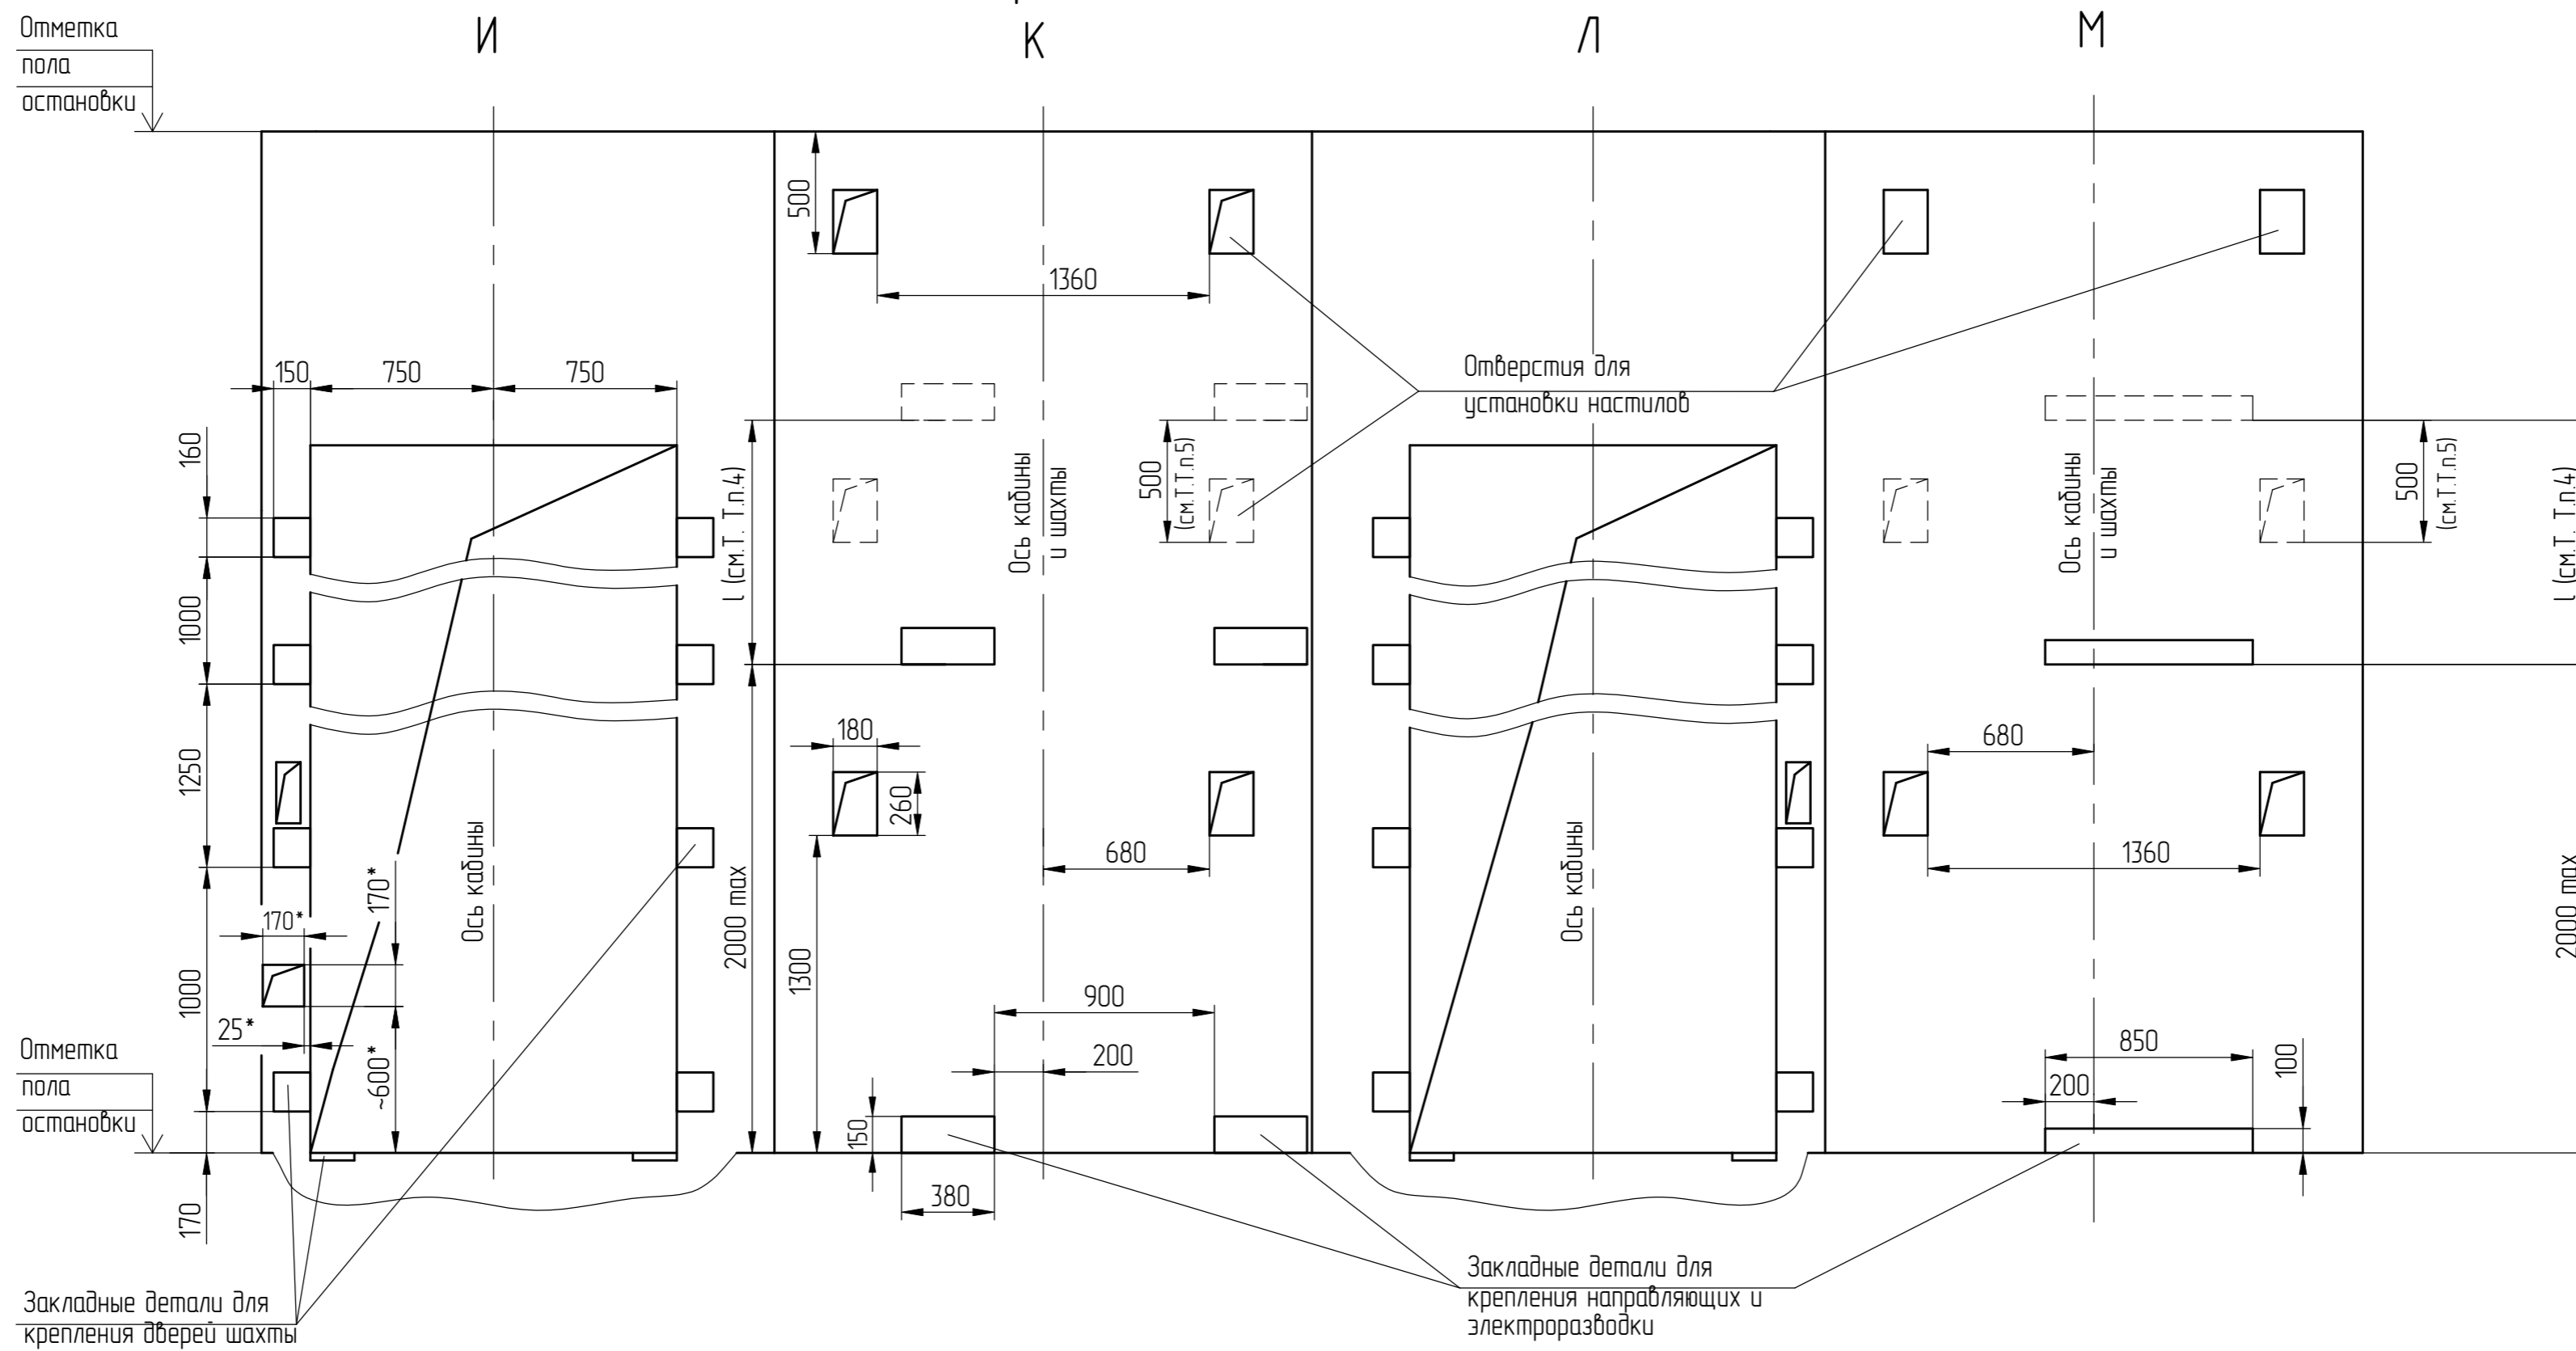 И
К
Л
М
Отметка
пола
остановки
500
1360
150
750
750
160
1000
1250
1000
170
l (см.Т. Т.п.4)
2000 max
Ось кабины
и шахты
500
(см.Т.Т.п.5)
Отверстия для
установки настилов
Ось кабины
и шахты
500
(см.Т.Т.п.5)
l (см.Т. Т.п.4)
2000 max
180
260
680
1300
680
1360
Ось кабины
Ось кабины
170*
170*
25*
~600*
900
200
150
380
850
200
100
Отметка
пола
остановки
Закладные детали для
крепления дверей шахты
Закладные детали для
крепления направляющих и
электроразводки